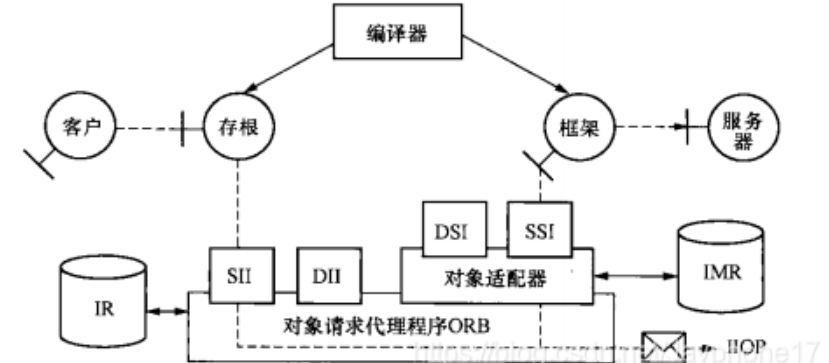 编译器
客户
存根
框架
服务
器
DSI
SSI
SII
DII
对象适配器
IMR
IR
对象请求代理程序ORB
IIOP